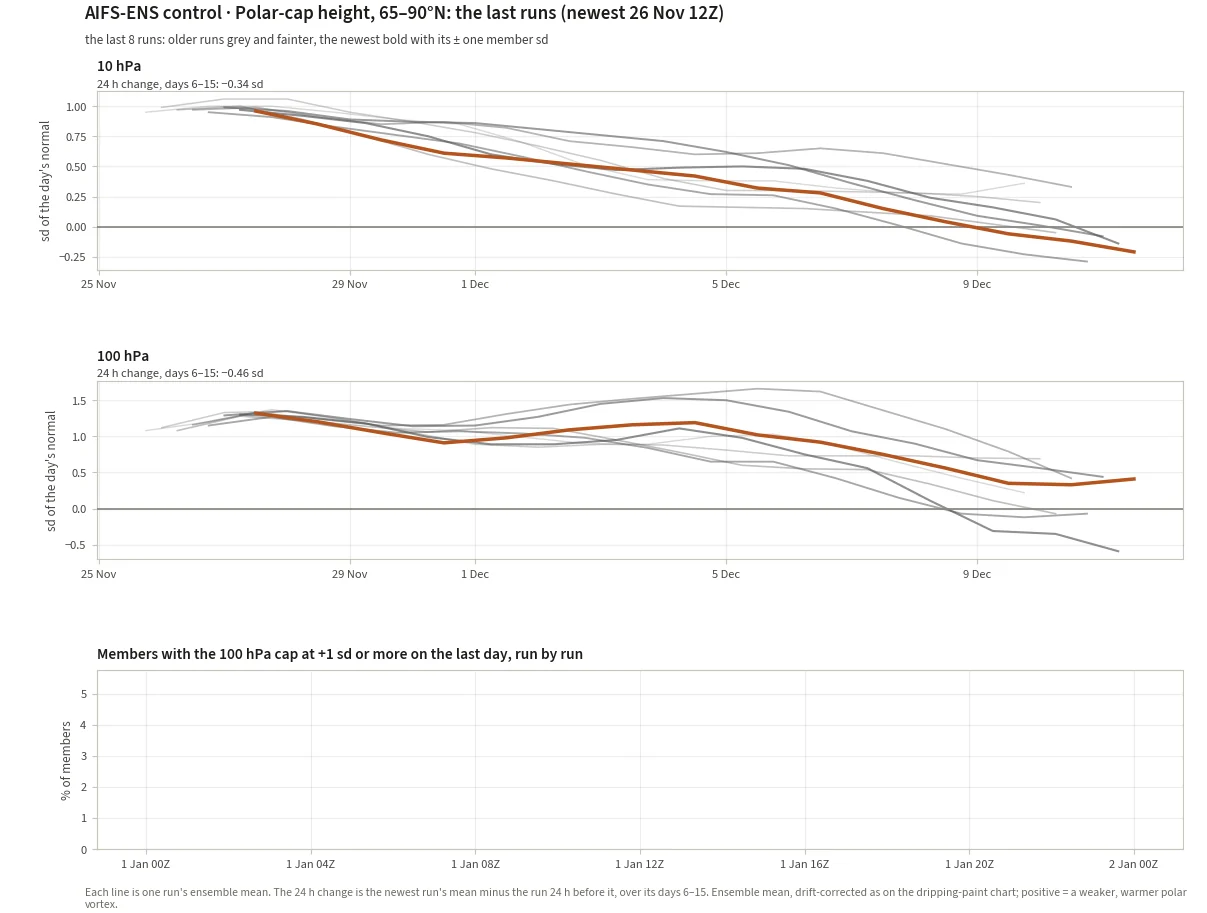 AIFS-ENS control · Polar-cap height, 65–90°N: the last runs (newest 26 Nov 12Z)
the last 8 runs: older runs grey and fainter, the newest bold with its ± one member sd
10 hPa
24 h change, days 6–15: −0.34 sd
1.00
0.75
0.50
0.25
0.00
−0.25
sd of the day's normal
25 Nov
29 Nov
1 Dec
5 Dec
9 Dec
100 hPa
24 h change, days 6–15: −0.46 sd
1.5
1.0
0.5
0.0
−0.5
sd of the day's normal
25 Nov
29 Nov
1 Dec
5 Dec
9 Dec
Members with the 100 hPa cap at +1 sd or more on the last day, run by run
5
4
3
2
1
0
% of members
1 Jan 00Z
1 Jan 04Z
1 Jan 08Z
1 Jan 12Z
1 Jan 16Z
1 Jan 20Z
2 Jan 00Z
Each line is one run's ensemble mean. The 24 h change is the newest run's mean minus the run 24 h before it, over its days 6–15. Ensemble mean, drift-corrected as on the dripping-paint chart; positive = a weaker, warmer polar
vortex.